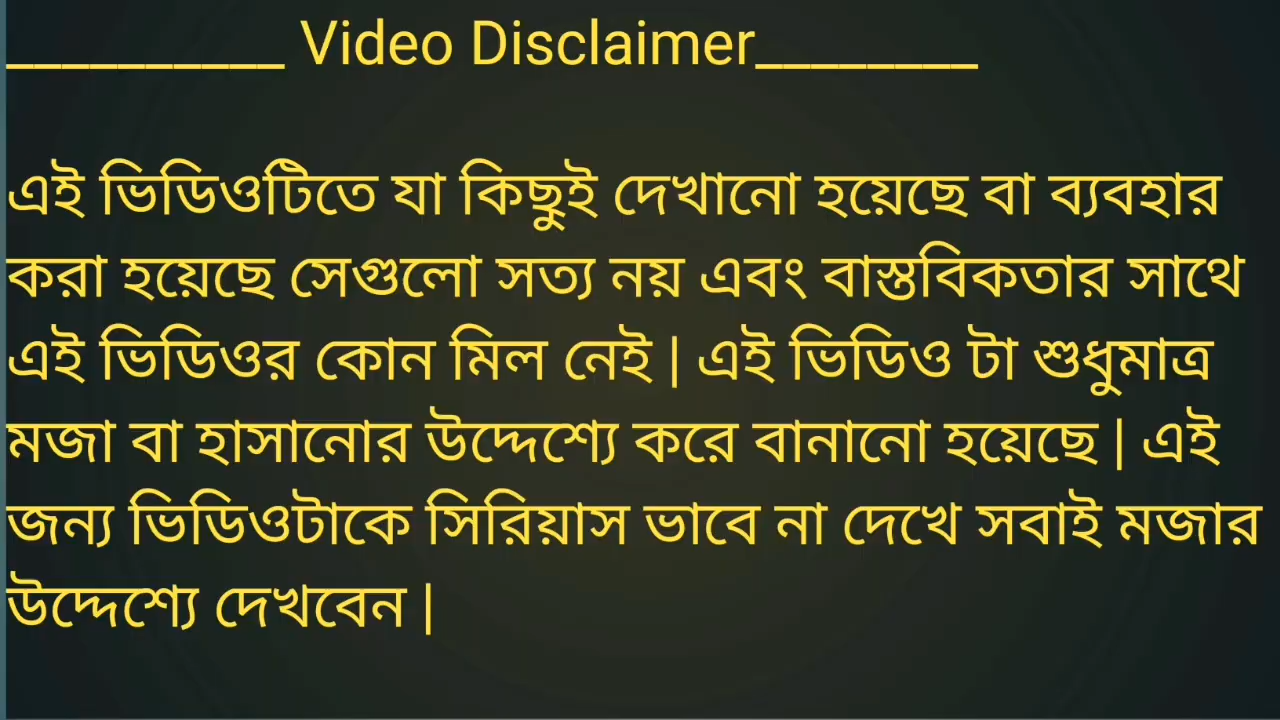 __________ Video Disclaimer________
এই ভিডিওটিতে যা কিছুই দেখানো হয়েছে বা ব্যবহার
করা হয়েছে সেগুলো সত্য নয় এবং বাস্তবিকতার সাথে
এই ভিডিওর কোন মিল নেই | এই ভিডিও টা শুধুমাত্র
মজা বা হাসানোর উদ্দেশ্যে করে বানানো হয়েছে | এই
জন্য ভিডিওটাকে সিরিয়াস ভাবে না দেখে সবাই মজার
উদ্দেশ্যে দেখবেন |